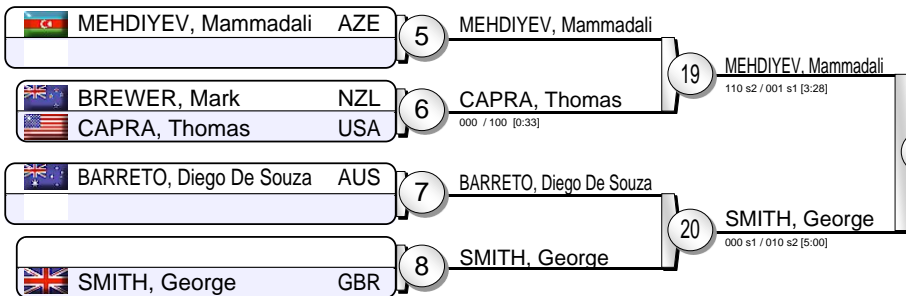 MEHDIYEV, Mammadali AZE
5
MEHDIYEV, Mammadali
19
MEHDIYEV, Mammadali
110 s2 / 001 s1 [3:28]
BREWER, Mark NZL
CAPRA, Thomas USA
6
CAPRA, Thomas
000 / 100 [0:33]
BARRETO, Diego De Souza AUS
7
BARRETO, Diego De Souza
20
SMITH, George
000 s1 / 010 s2 [5:00]
SMITH, George GBR
8
SMITH, George